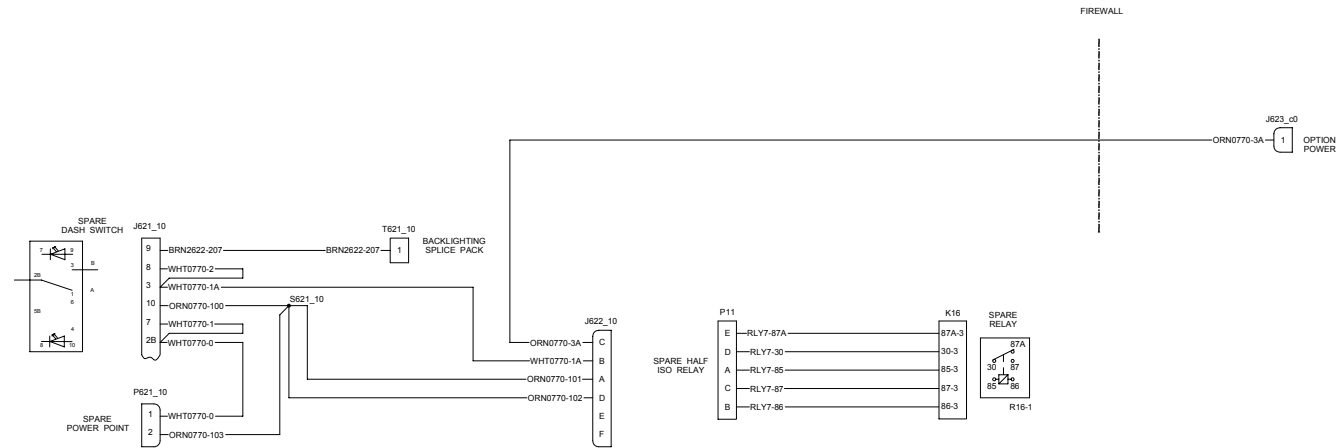 FIREWALL
J623_c0
ORN0770-3A 1 OPTION
POWER
SPARE
DASH SWITCH
J621_10
7 9
3 B
2B
1 A
6
5B
4
8 10
9 BRN2622-207 BRN2622-207
8 WHT0770-2
3 WHT0770-1A
10 ORN0770-100
7 WHT0770-1
2B WHT0770-0
T621_10
1
BACKLIGHTING
SPLICE PACK
S621_10
P621_10
SPARE
POWER POINT
1 WHT0770-0
2 ORN0770-103
J622_10
ORN0770-3A C
WHT0770-1A B
ORN0770-101 A
ORN0770-102 D
E
F
SPARE HALF
ISO RELAY
P11 K16
E RLY7-87A 87A-3
D RLY7-30 30-3
A RLY7-85 85-3
C RLY7-87 87-3
B RLY7-86 86-3
SPARE
RELAY
87A
30 87
85 86
R16-1